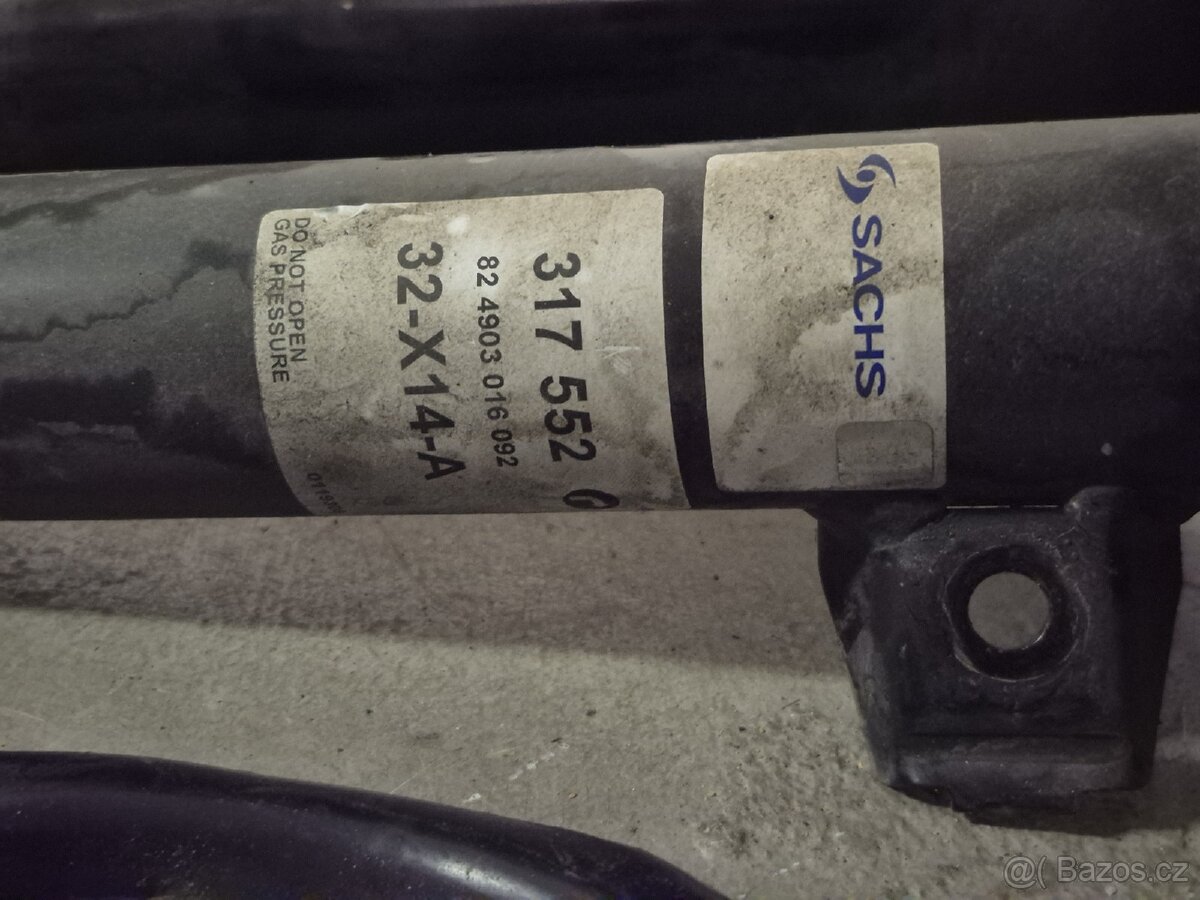 SACHS
317 552
82 4903 016 092
32-X14-A
DO NOT OPEN
GAS PRESSURE
@( Bazos.cz